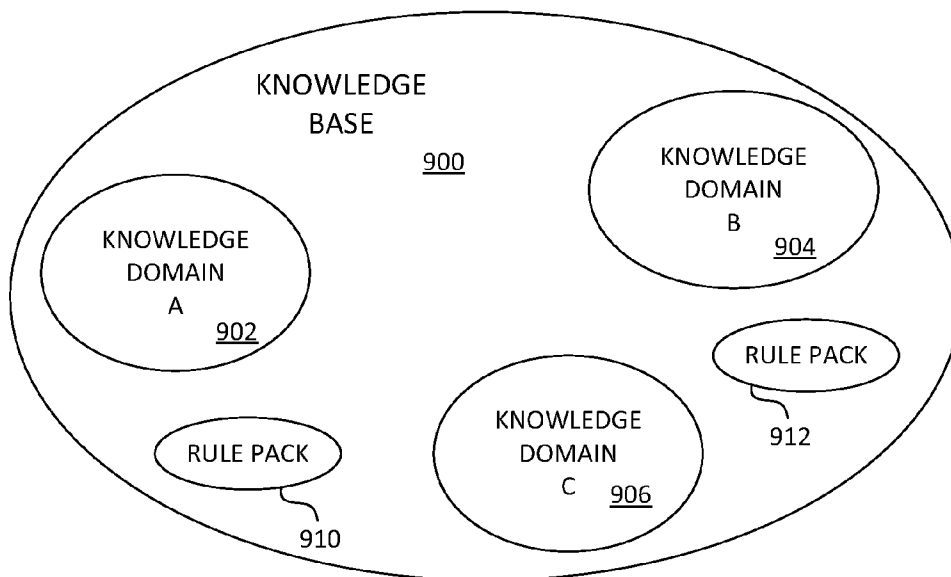 KNOWLEDGE
BASE
900
KNOWLEDGE
DOMAIN
B
904
KNOWLEDGE
DOMAIN
A
902
RULE PACK
912
KNOWLEDGE
DOMAIN
C
906
RULE PACK
910